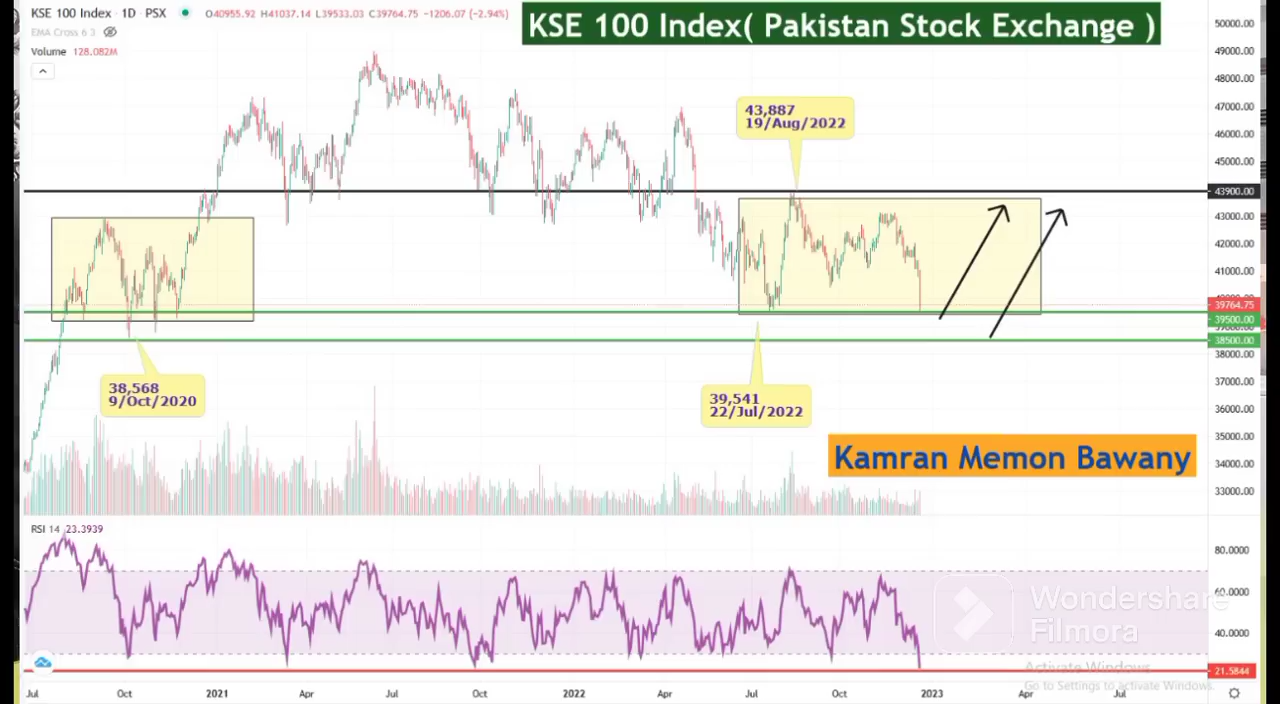 KSE 100 Index · 1D · PSX O40955.92 H41037.14 L39533.03 C39764.75 −1206.07 (−2.94%)
KSE 100 Index( Pakistan Stock Exchange )
EMA Cross 6 3
Volume 128.082M
50000.00
49000.00
48000.00
47000.00
46000.00
45000.00
43900.00
43000.00
42000.00
41000.00
39764.75
39500.00
38500.00
38000.00
37000.00
36000.00
35000.00
34000.00
33000.00
43,887
19/Aug/2022
38,568
9/Oct/2020
39,541
22/Jul/2022
Kamran Memon Bawany
RSI 14 23.3939
80.0000
60.0000
40.0000
21.5844
Wondershare
Filmora
Activate Windows
Go to Settings to activate Windows.
Jul Oct 2021 Apr Jul Oct 2022 Apr Jul Oct 2023 Apr Jul